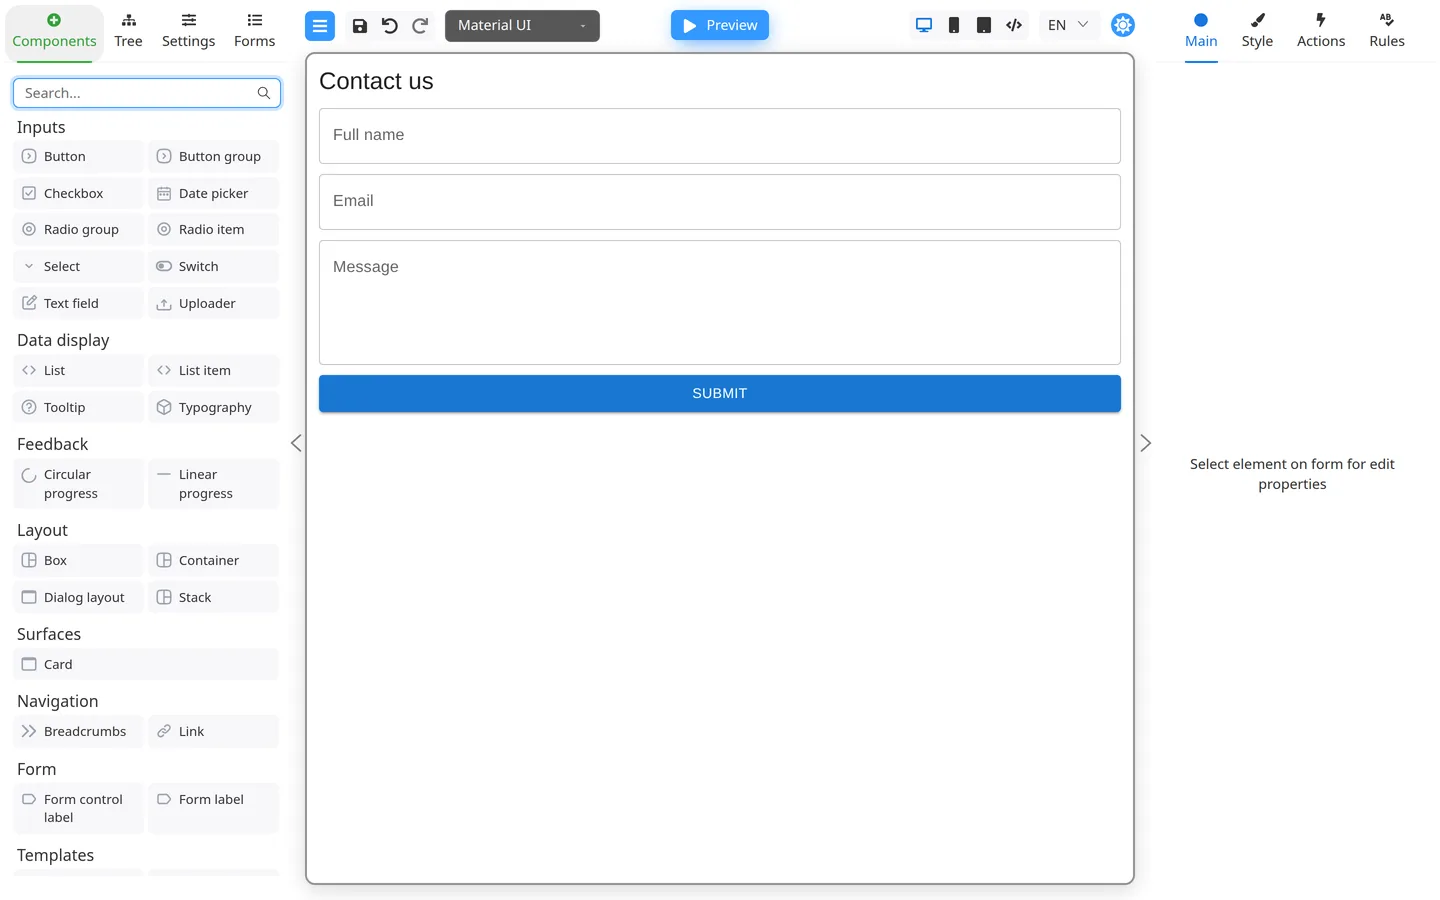 Components
Tree
Settings
Forms
Material UI
Preview
EN
Main
Style
Actions
Rules
Search...
Inputs
Button
Button group
Checkbox
Date picker
Radio group
Radio item
Select
Switch
Text field
Uploader
Data display
List
List item
Tooltip
Typography
Feedback
Circular
progress
Linear
progress
Layout
Box
Container
Dialog layout
Stack
Surfaces
Card
Navigation
Breadcrumbs
Link
Form
Form control
label
Form label
Templates
Contact us
Full name
Email
Message
SUBMIT
Select element on form for edit
properties